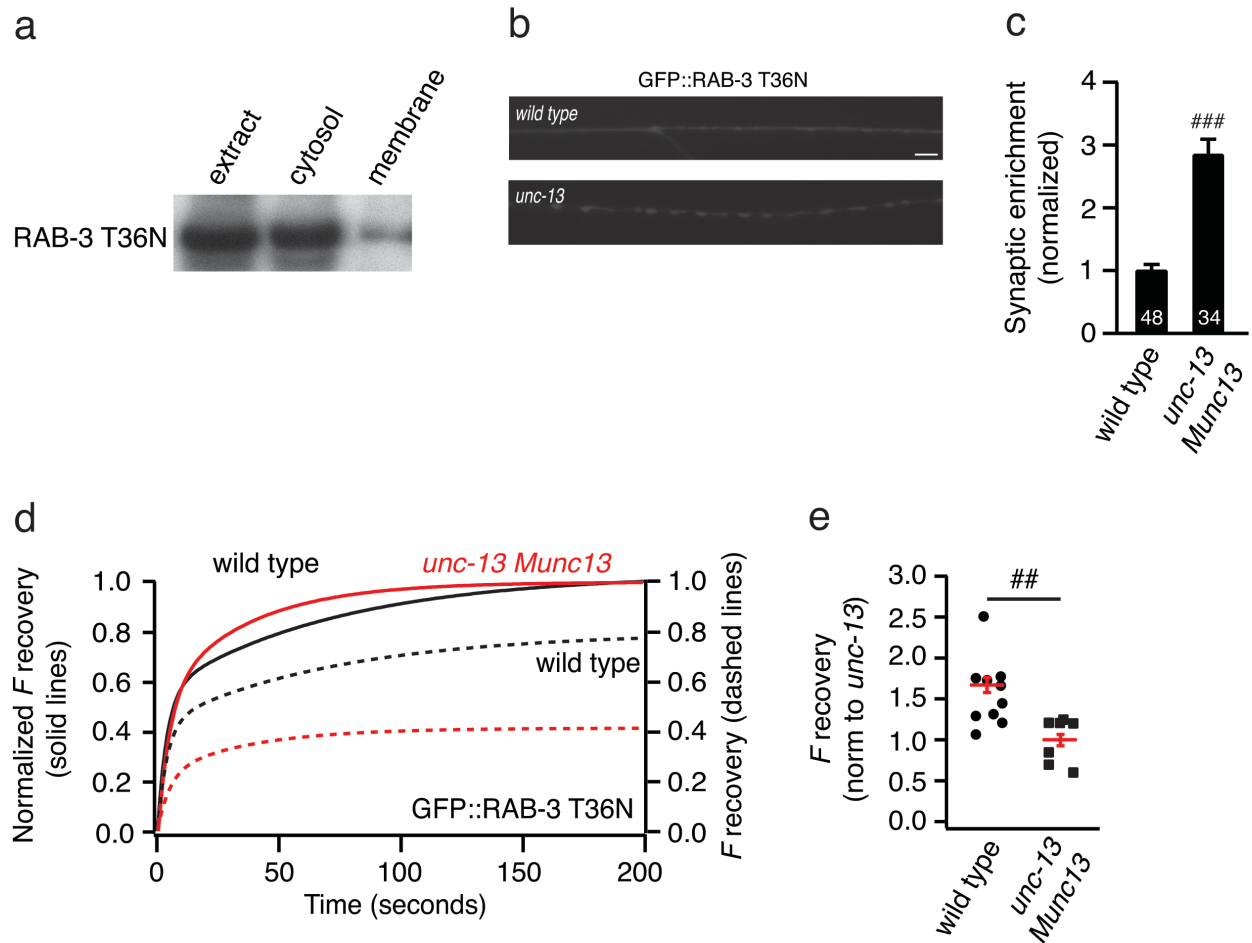 a
extract
cytosol
membrane
RAB-3 T36N
b
GFP::RAB-3 T36N
wild type
unc-13
c
Synaptic enrichment
(normalized)
4
3
2
1
0
###
48
34
wild type
unc-13
Munc13
d
Normalized F recovery
(solid lines)
1.0
0.8
0.6
0.4
0.2
0.0
wild type
unc-13 Munc13
wild type
GFP::RAB-3 T36N
1.0
0.8
0.6
0.4
0.2
0.0
F recovery (dashed lines)
0
50
100
150
200
Time (seconds)
e
F recovery
(norm to unc-13)
3.0
2.5
2.0
1.5
1.0
0.5
0.0
##
wild type
unc-13
Munc13